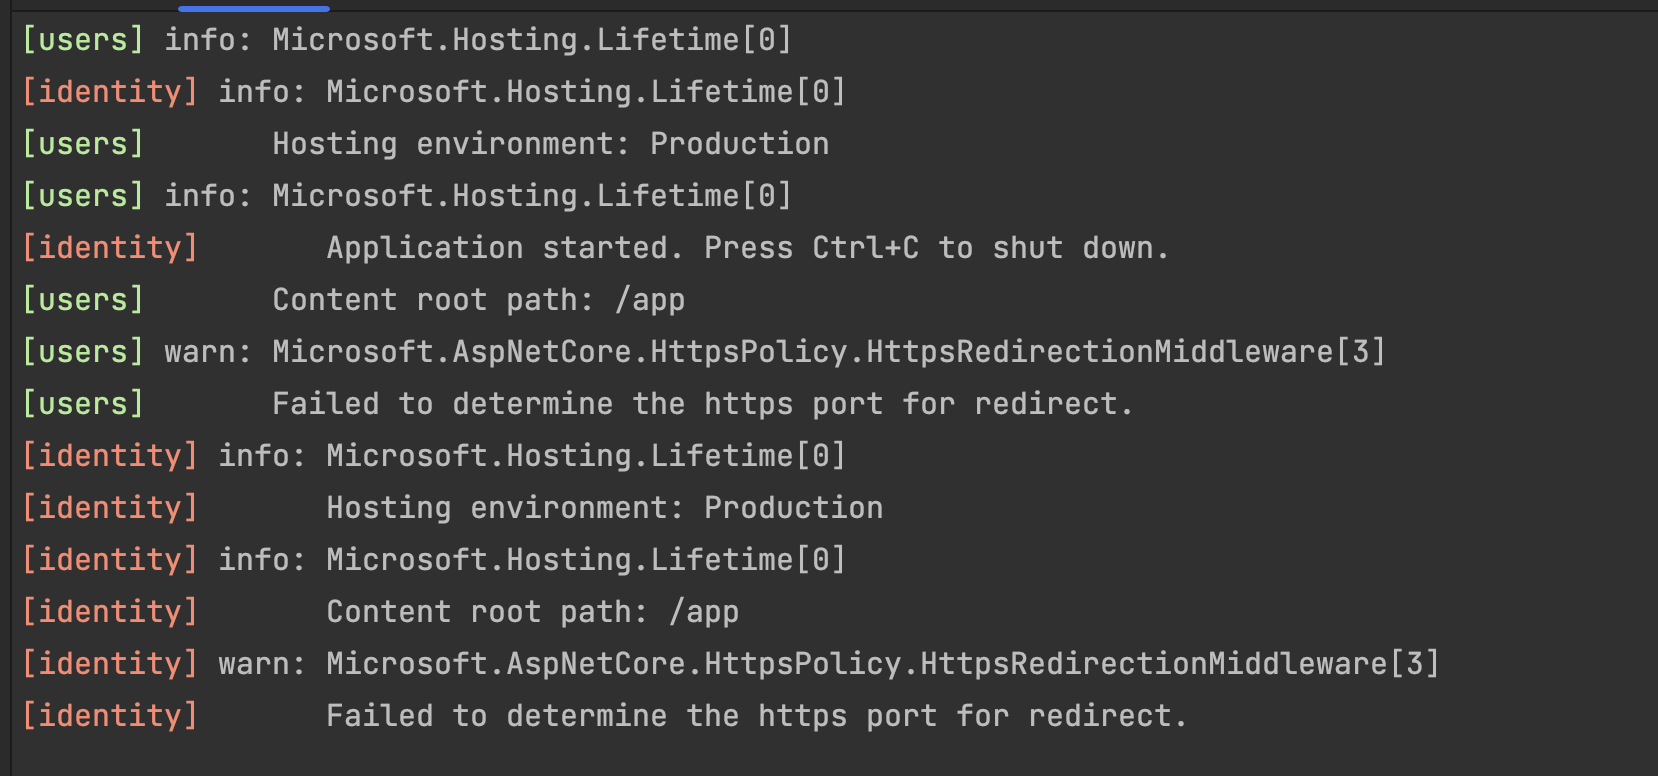 [users] info: Microsoft.Hosting.Lifetime[0]
[identity] info: Microsoft.Hosting.Lifetime[0]
[users]       Hosting environment: Production
[users] info: Microsoft.Hosting.Lifetime[0]
[identity]       Application started. Press Ctrl+C to shut down.
[users]       Content root path: /app
[users] warn: Microsoft.AspNetCore.HttpsPolicy.HttpsRedirectionMiddleware[3]
[users]       Failed to determine the https port for redirect.
[identity] info: Microsoft.Hosting.Lifetime[0]
[identity]       Hosting environment: Production
[identity] info: Microsoft.Hosting.Lifetime[0]
[identity]       Content root path: /app
[identity] warn: Microsoft.AspNetCore.HttpsPolicy.HttpsRedirectionMiddleware[3]
[identity]       Failed to determine the https port for redirect.